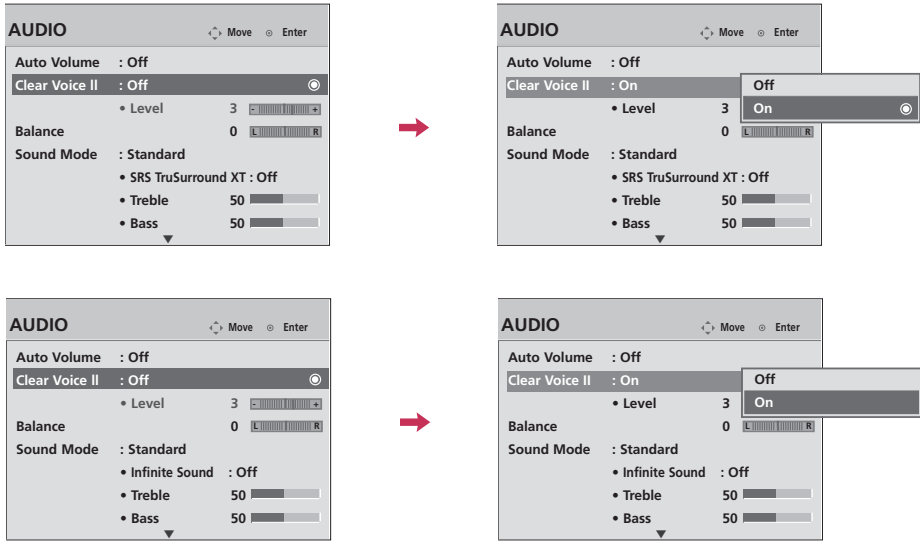 AUDIO Move Enter
Auto Volume : Off
Clear Voice ll : Off
• Level 3 - +
Balance 0 L R
Sound Mode : Standard
• SRS TruSurround XT : Off
• Treble 50
• Bass 50
AUDIO Move Enter
Auto Volume : Off
Clear Voice ll : On
Off
On
• Level 3
Balance 0 L R
Sound Mode : Standard
• SRS TruSurround XT : Off
• Treble 50
• Bass 50
AUDIO Move Enter
Auto Volume : Off
Clear Voice ll : Off
• Level 3 - +
Balance 0 L R
Sound Mode : Standard
• Infinite Sound : Off
• Treble 50
• Bass 50
AUDIO Move Enter
Auto Volume : Off
Clear Voice ll : On
Off
On
• Level 3
Balance 0 L R
Sound Mode : Standard
• Infinite Sound : Off
• Treble 50
• Bass 50